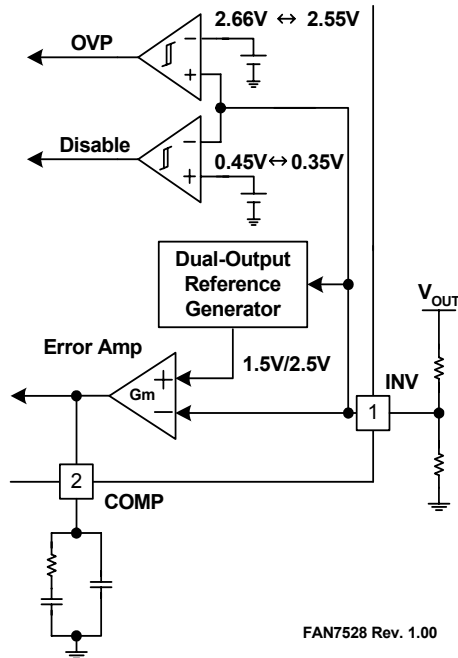 2.66V ↔ 2.55V
OVP
−
+
Disable
−
+
0.45V↔0.35V
Dual-Output
Reference
Generator
VOUT
Error Amp
1.5V/2.5V
INV
Gm
+
−
1
2
COMP
FAN7528 Rev. 1.00